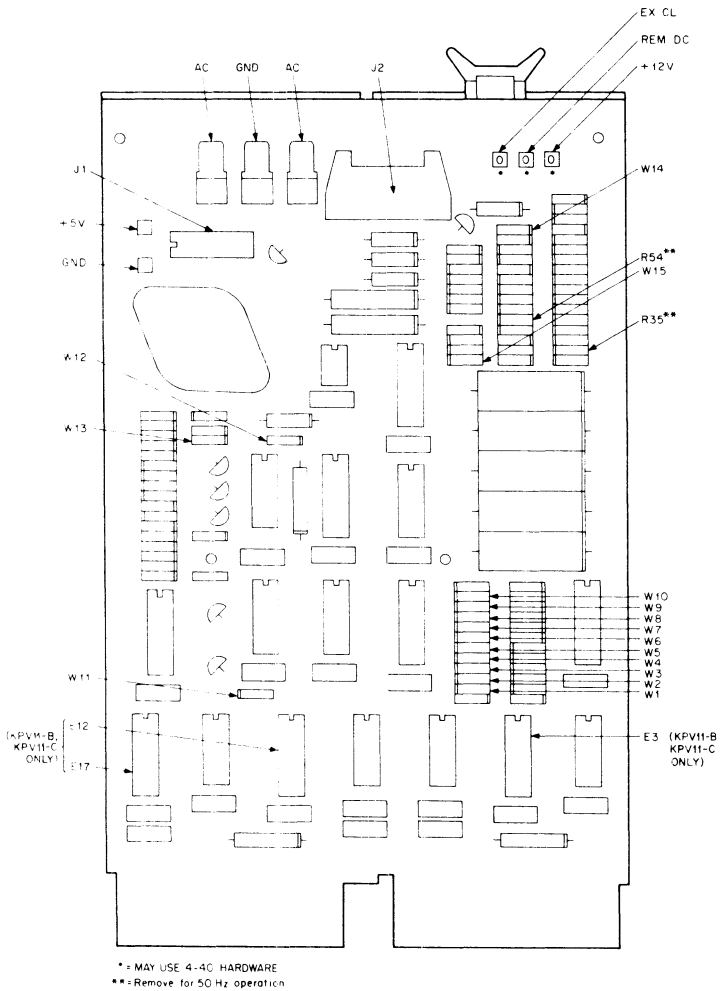 EX CL
REM DC
+12V
AC
GND
AC
J2
J1
W14
+5V
GND
R54**
W15
R35**
W12
W13
W10
W9
W8
W7
W6
W5
W4
W3
W2
W1
W11
(KPV11-B,
KPV11-C
ONLY)
E12
E17
E3 (KPV11-B
KPV11-C
ONLY)
* = MAY USE 4-40 HARDWARE
** = Remove for 50 Hz operation